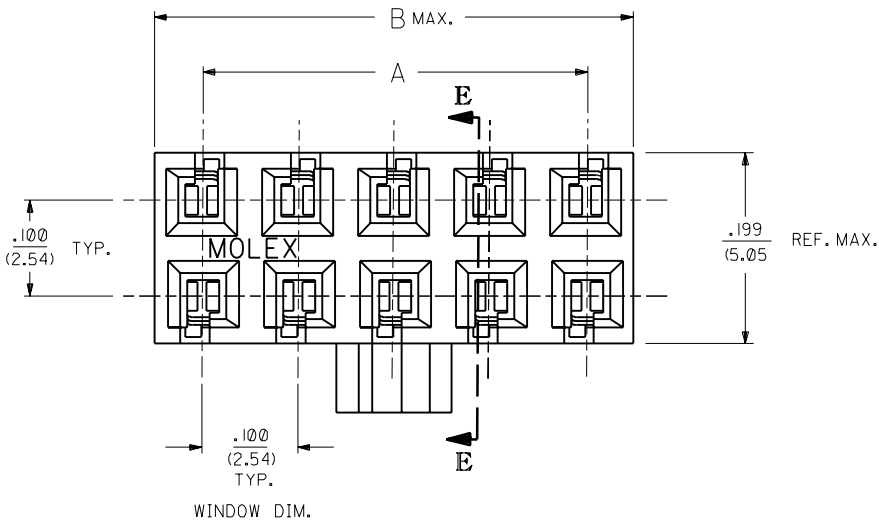 B MAX.
A
E
.100
(2.54)
TYP.
MOLEX
.199
(5.05
REF. MAX.
.100
(2.54)
TYP.
E
WINDOW DIM.